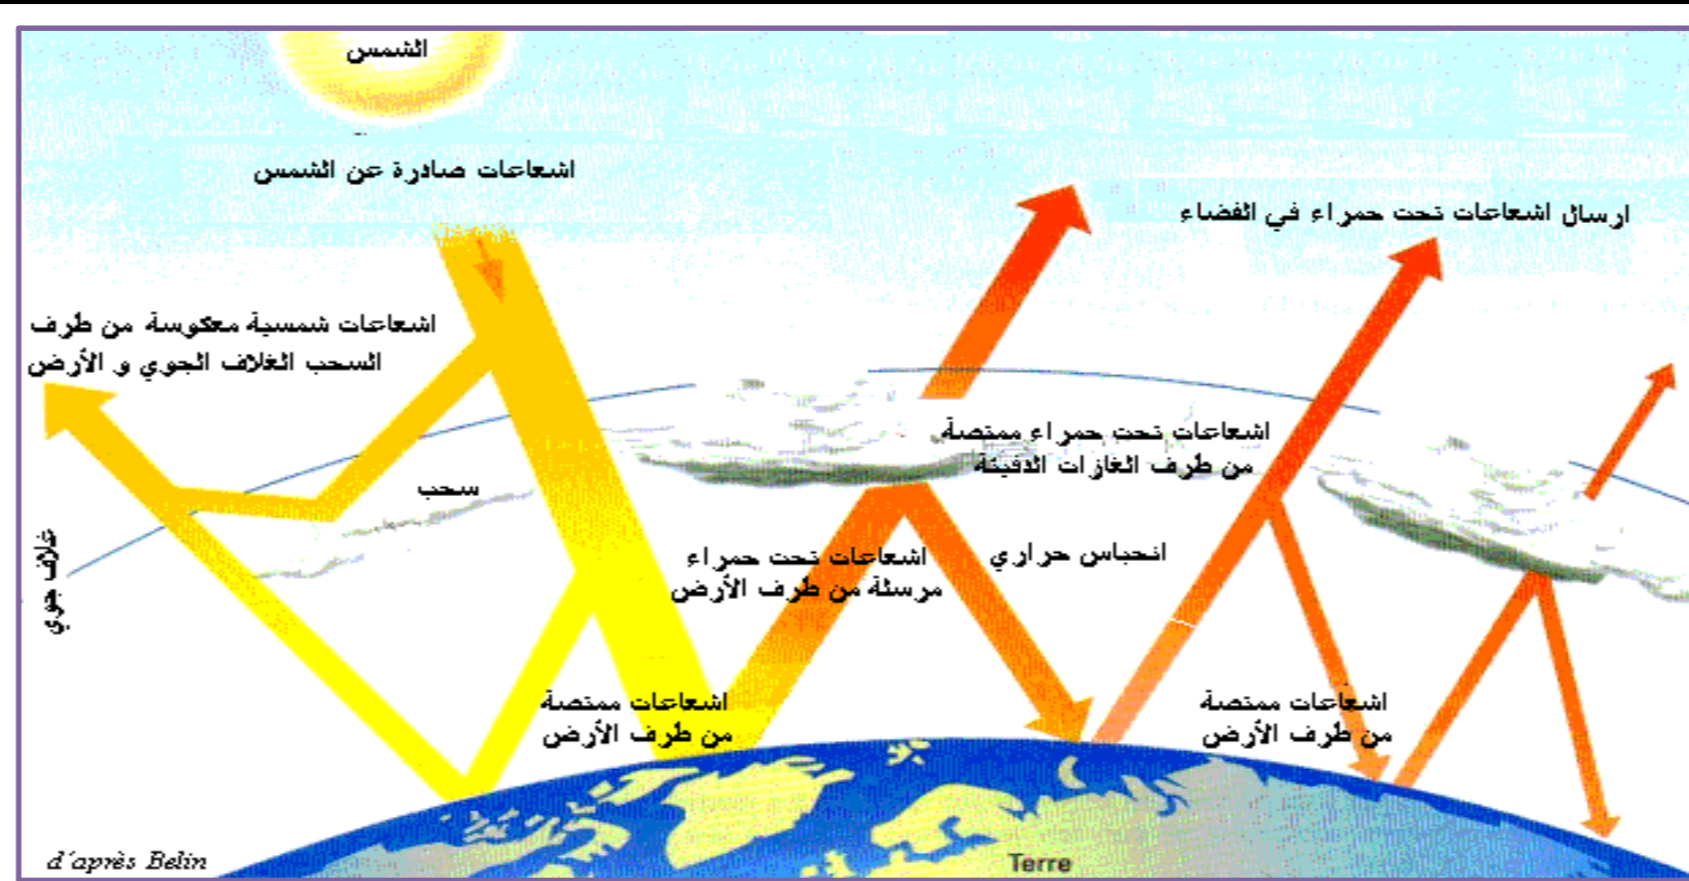 الشمس
اشعاعات صادرة عن الشمس
ارسال اشعاعات تحت حمراء في الفضاء
اشعاعات شمسية معكوسة من طرف
السحب الغلاف الجوي و الأرض
اشعاعات تحت حمراء ممتصة
من طرف الغازات الدفيئة
سحب
غلاف جوي
انحباس حراري
اشعاعات تحت حمراء
مرسلة من طرف الأرض
اشعاعات ممتصة
من طرف الأرض
اشعاعات ممتصة
من طرف الأرض
Terre
d'après Belin